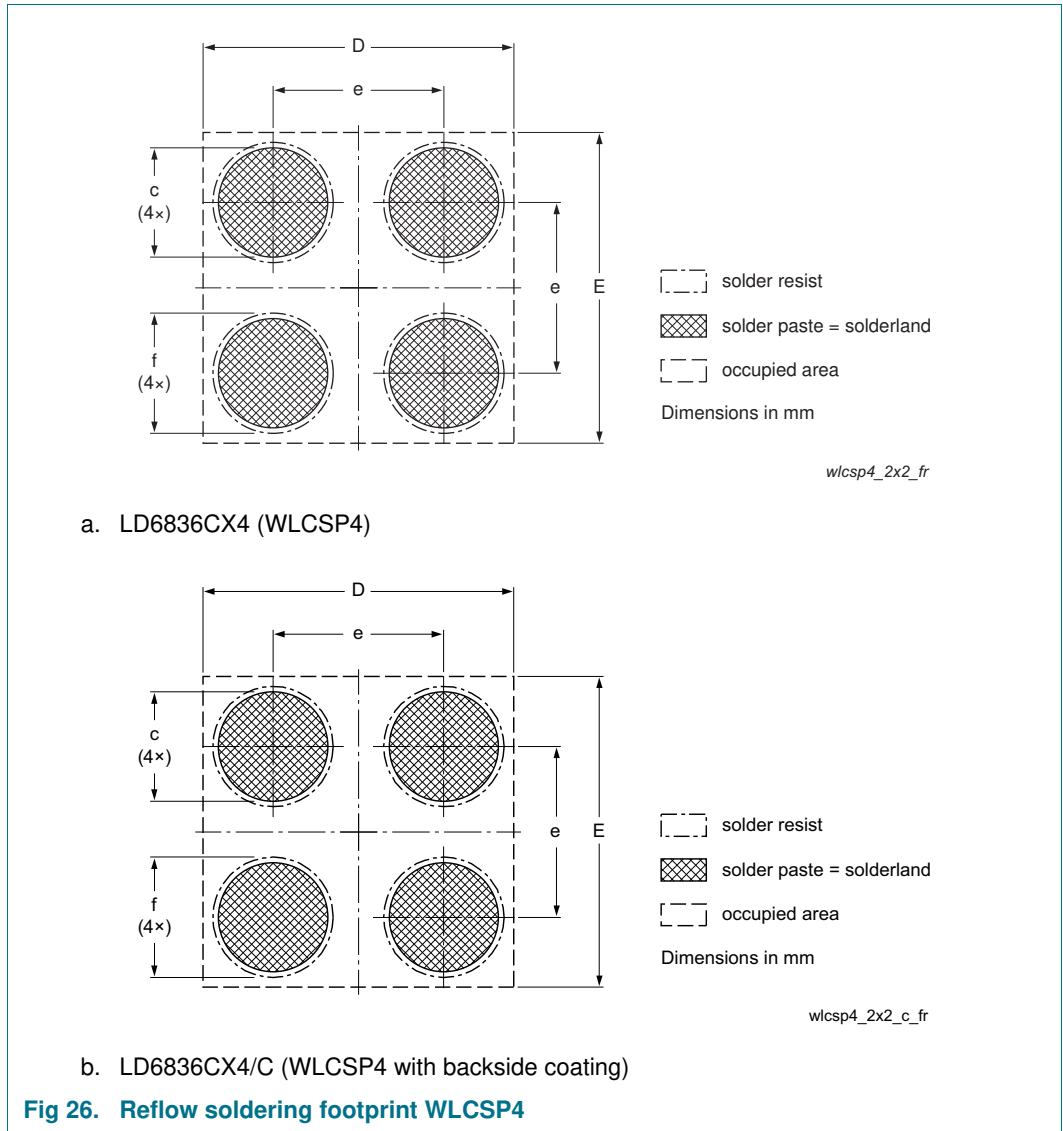 D
e
c
(4×)
f
(4×)
e
E
solder resist
solder paste = solderland
occupied area
Dimensions in mm
wlcsp4_2x2_fr
a. LD6836CX4 (WLCSP4)
D
e
c
(4×)
f
(4×)
e
E
solder resist
solder paste = solderland
occupied area
Dimensions in mm
wlcsp4_2x2_c_fr
b. LD6836CX4/C (WLCSP4 with backside coating)
Fig 26. Reflow soldering footprint WLCSP4